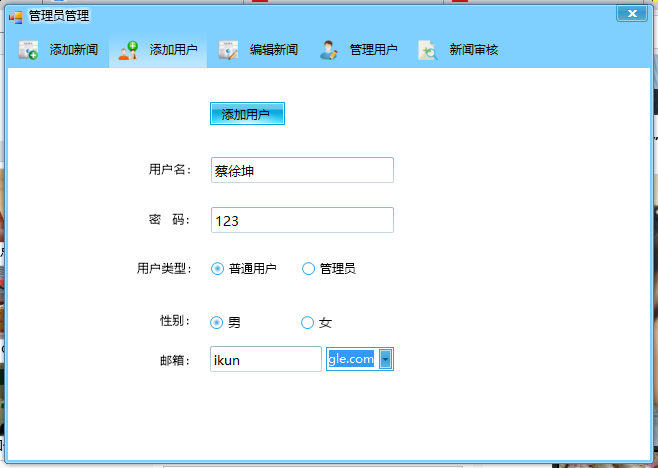 管理员管理
添加新闻 添加用户 编辑新闻 管理用户 新闻审核
添加用户
用户名： 蔡徐坤
密 码： 123
用户类型： 普通用户 管理员
性别： 男 女
邮箱： ikun gle.com